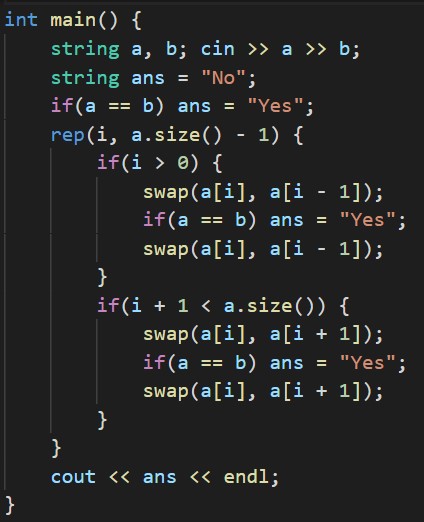 int main() {
    string a, b; cin >> a >> b;
    string ans = "No";
    if(a == b) ans = "Yes";
    rep(i, a.size() - 1) {
        if(i > 0) {
            swap(a[i], a[i - 1]);
            if(a == b) ans = "Yes";
            swap(a[i], a[i - 1]);
        }
        if(i + 1 < a.size()) {
            swap(a[i], a[i + 1]);
            if(a == b) ans = "Yes";
            swap(a[i], a[i + 1]);
        }
    }
    cout << ans << endl;
}